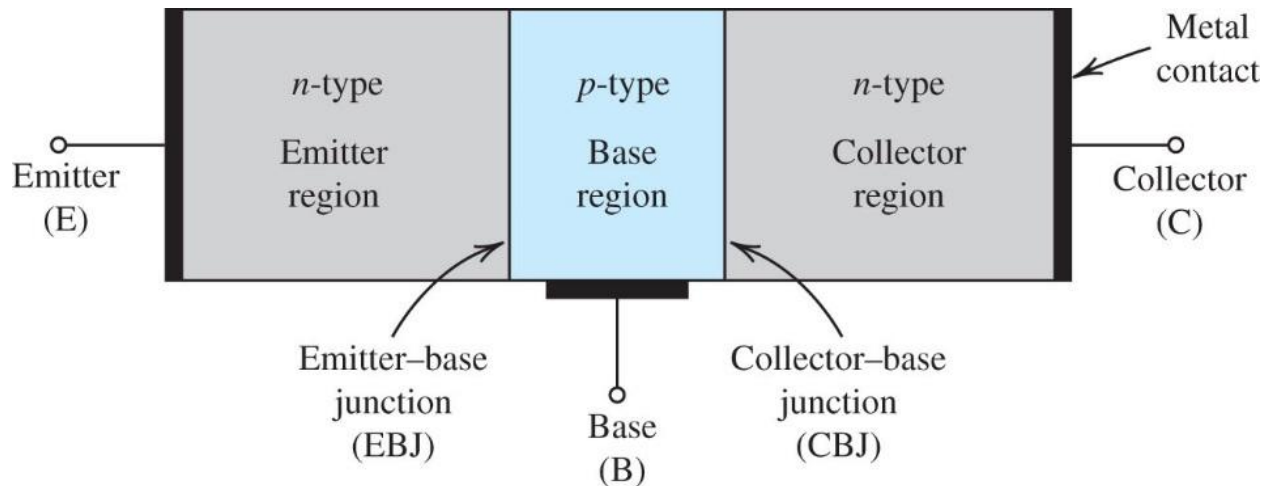 n-type
Emitter
region
p-type
Base
region
n-type
Collector
region
Metal
contact
Emitter
(E)
Collector
(C)
Emitter–base
junction
(EBJ)
Base
(B)
Collector–base
junction
(CBJ)